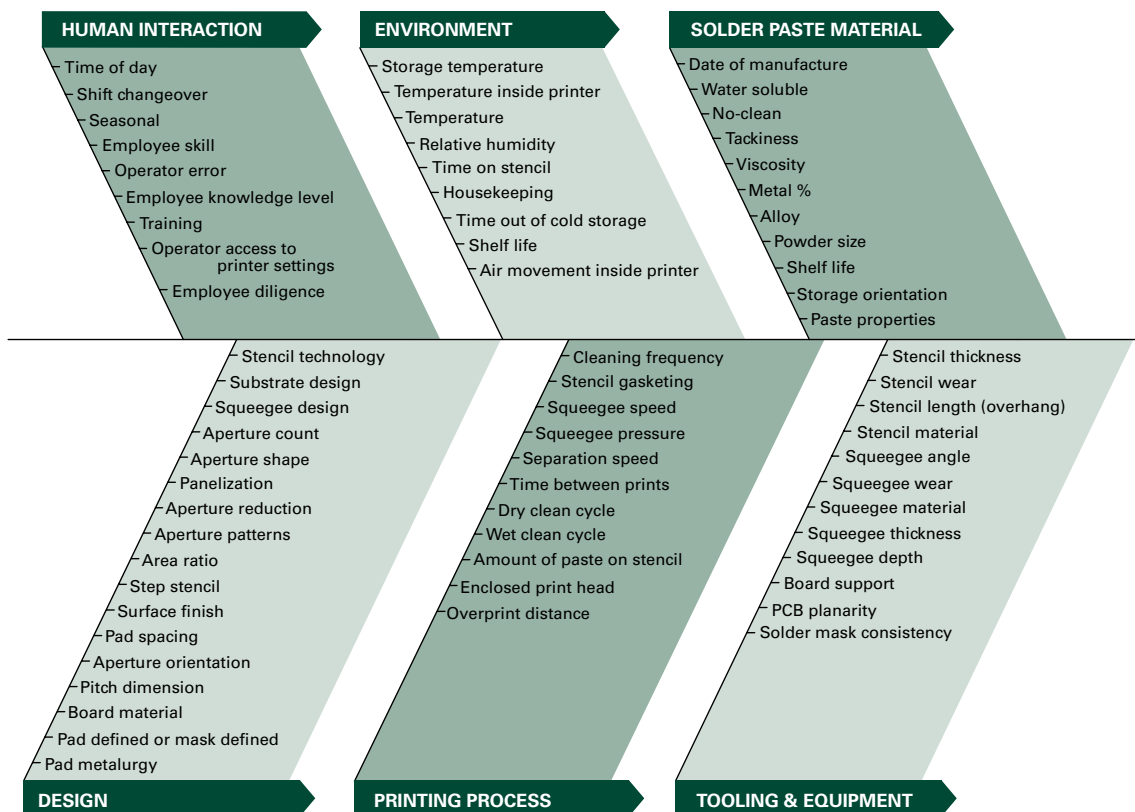 HUMAN INTERACTION
Time of day
Shift changeover
Seasonal
Employee skill
Operator error
Employee knowledge level
Training
Operator access to
printer settings
Employee diligence
ENVIRONMENT
Storage temperature
Temperature inside printer
Temperature
Relative humidity
Time on stencil
Housekeeping
Time out of cold storage
Shelf life
Air movement inside printer
SOLDER PASTE MATERIAL
Date of manufacture
Water soluble
No-clean
Tackiness
Viscosity
Metal %
Alloy
Powder size
Shelf life
Storage orientation
Paste properties
Stencil technology
Substrate design
Squeegee design
Aperture count
Aperture shape
Panelization
Aperture reduction
Aperture patterns
Area ratio
Step stencil
Surface finish
Pad spacing
Aperture orientation
Pitch dimension
Board material
Pad defined or mask defined
Pad metalurgy
DESIGN
Cleaning frequency
Stencil gasketing
Squeegee speed
Squeegee pressure
Separation speed
Time between prints
Dry clean cycle
Wet clean cycle
Amount of paste on stencil
Enclosed print head
Overprint distance
PRINTING PROCESS
Stencil thickness
Stencil wear
Stencil length (overhang)
Stencil material
Squeegee angle
Squeegee wear
Squeegee material
Squeegee thickness
Squeegee depth
Board support
PCB planarity
Solder mask consistency
TOOLING & EQUIPMENT